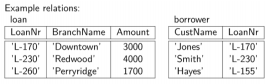 Example relations:
loan borrower
LoanNr BranchName Amount CustName LoanNr
'L-170' 'Downtown' 3000 'Jones' 'L-170'
'L-230' 'Redwood' 4000 'Smith' 'L-230'
'L-260' 'Perryridge' 1700 'Hayes' 'L-155'